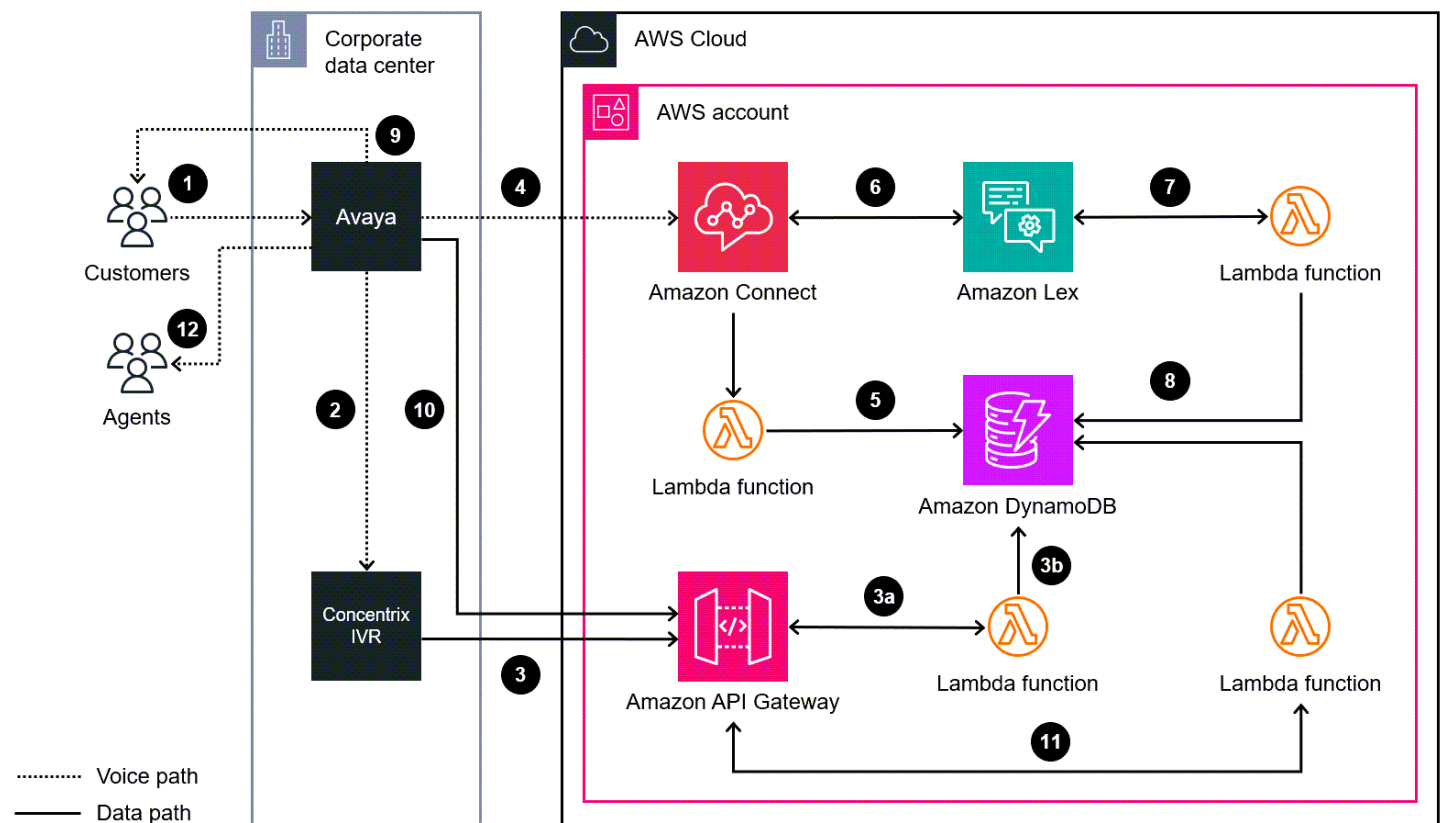 Corporate
data center
AWS Cloud
AWS account
9
1
4
6
7
Avaya
Customers
Amazon Connect
Amazon Lex
Lambda function
12
Agents
2
10
5
8
Lambda function
Amazon DynamoDB
3b
3a
Concentrix
IVR
</>
3
Amazon API Gateway
Lambda function
Lambda function
11
Voice path
Data path